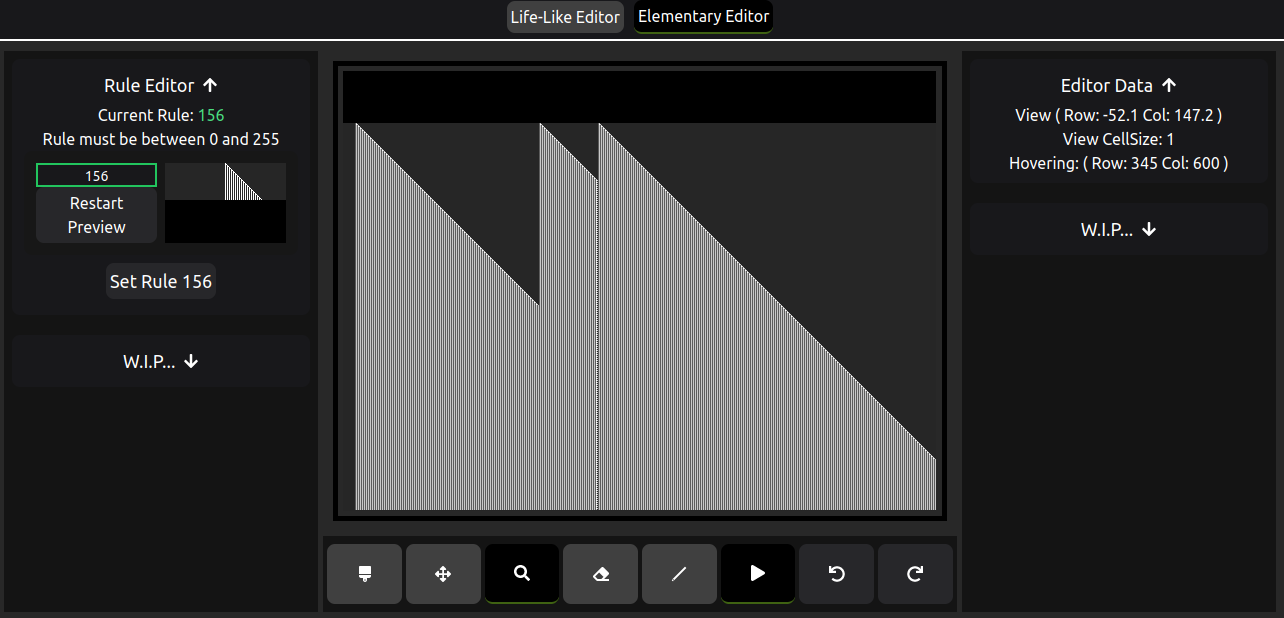 Life-Like Editor
Elementary Editor
Rule Editor
Current Rule: 156
Rule must be between 0 and 255
156
Restart
Preview
Set Rule 156
W.I.P...
Editor Data
View ( Row: -52.1 Col: 147.2 )
View CellSize: 1
Hovering: ( Row: 345 Col: 600 )
W.I.P...